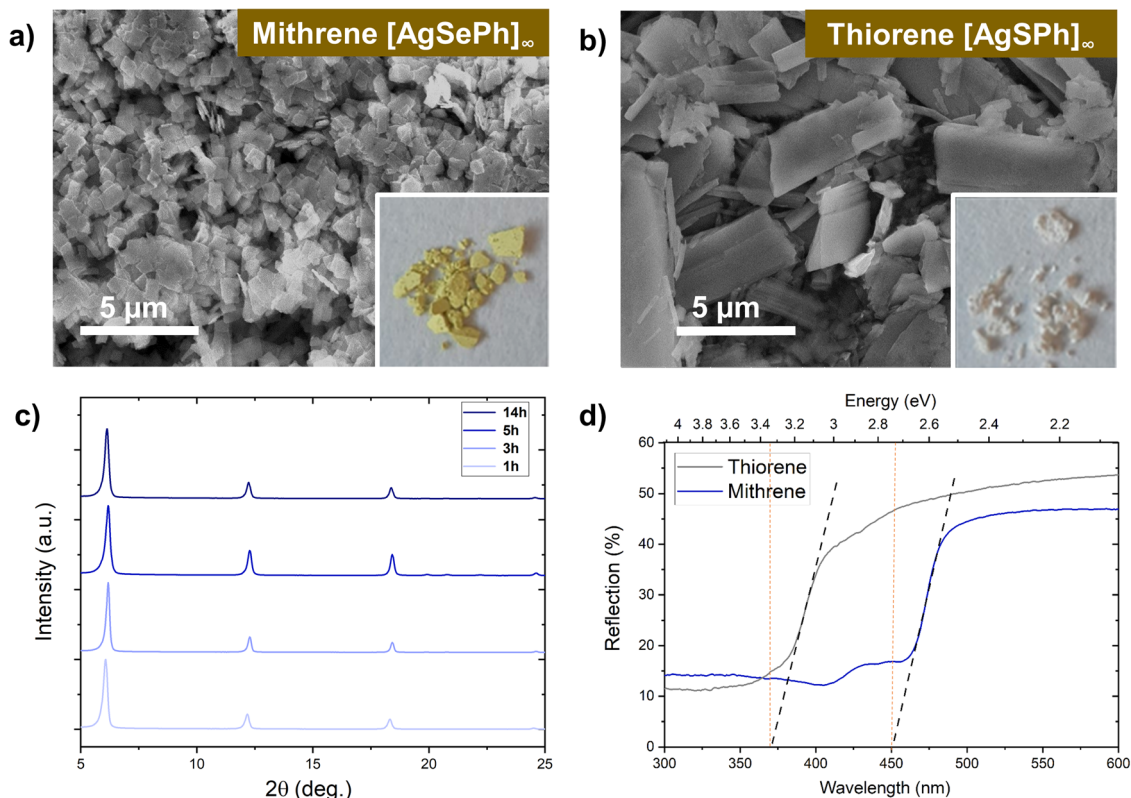 a)
Mithrene [AgSePh]∞
5 µm
b)
Thiorene [AgSPh]∞
5 µm
c)
14h
5h
3h
1h
Intensity (a.u.)
5 10 15 20 25
2θ (deg.)
d)
Energy (eV)
4 3.8 3.6 3.4 3.2 3 2.8 2.6 2.4 2.2
Thiorene
Mithrene
Reflection (%)
60
50
40
30
20
10
0
300 350 400 450 500 550 600
Wavelength (nm)